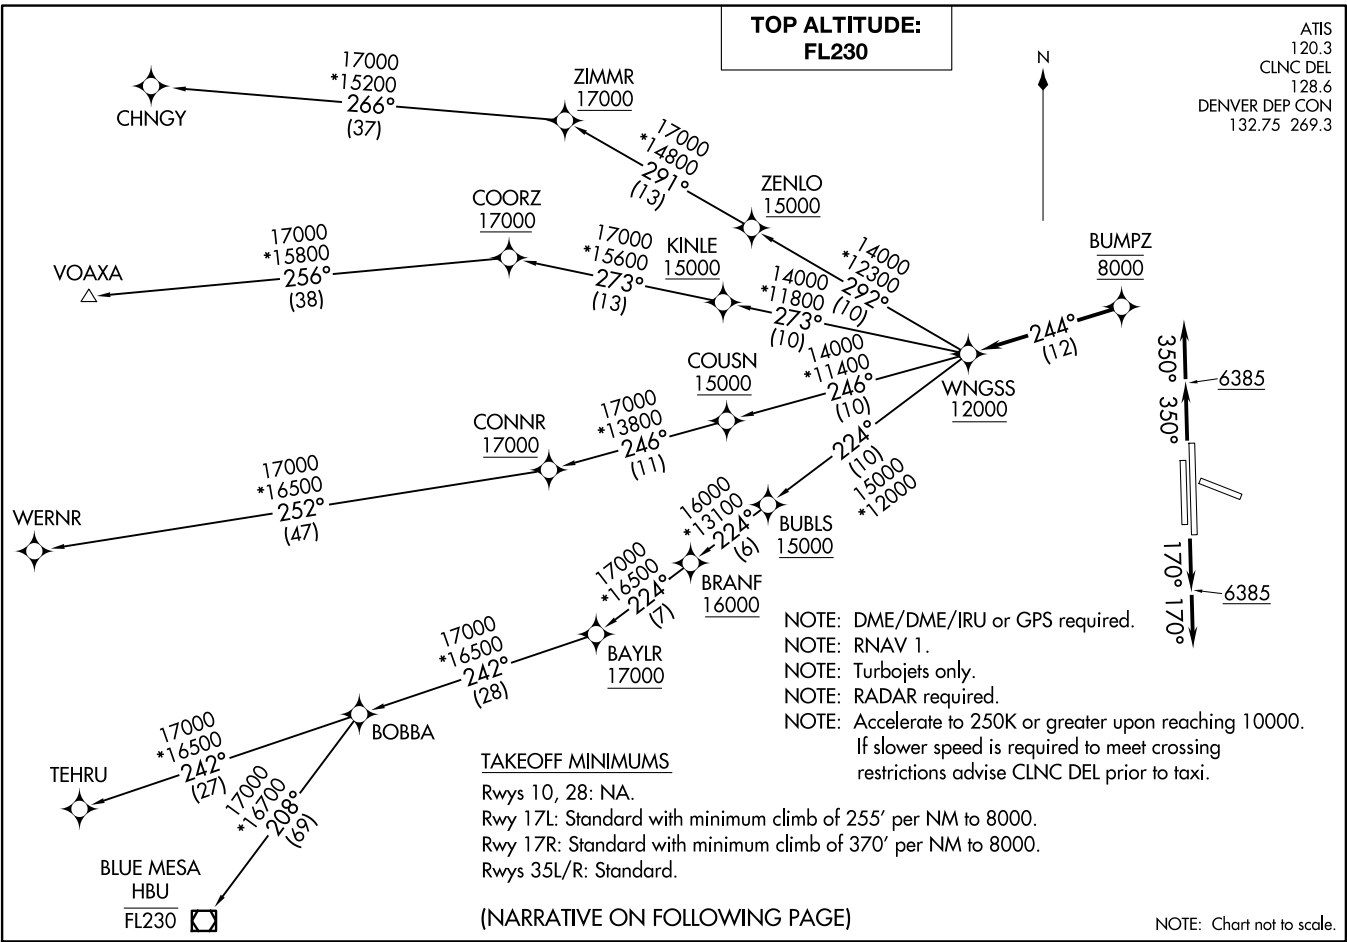 TOP ALTITUDE:
FL230
ATIS
120.3
CLNC DEL
128.6
DENVER DEP CON
132.75 269.3
N
CHNGY
17000
*15200
266°
(37)
ZIMMR
17000
17000
*14800
291°
(13)
ZENLO
15000
14000
*12300
292°
(10)
BUMPZ
8000
244°
(12)
VOAXA
17000
*15800
256°
(38)
COORZ
17000
17000
*15600
273°
(13)
KINLE
15000
14000
*11800
273°
(10)
WNGSS
12000
WERNR
17000
*16500
252°
(47)
CONNR
17000
17000
*13800
246°
(11)
COUSN
15000
14000
*11400
246°
(10)
224°
(10)
15000
*12000
BUBLS
15000
16000
*13100
224°
(6)
BRANF
16000
17000
*16500
224°
(7)
BAYLR
17000
17000
*16500
242°
(28)
BOBBA
17000
*16500
242°
(27)
TEHRU
17000
*16700
208°
(69)
BLUE MESA
HBU
FL230
350°
6385
350°
170°
6385
170°
NOTE: DME/DME/IRU or GPS required.
NOTE: RNAV 1.
NOTE: Turbojets only.
NOTE: RADAR required.
NOTE: Accelerate to 250K or greater upon reaching 10000.
If slower speed is required to meet crossing
restrictions advise CLNC DEL prior to taxi.
TAKEOFF MINIMUMS
Rwys 10, 28: NA.
Rwy 17L: Standard with minimum climb of 255' per NM to 8000.
Rwy 17R: Standard with minimum climb of 370' per NM to 8000.
Rwys 35L/R: Standard.
(NARRATIVE ON FOLLOWING PAGE)
NOTE: Chart not to scale.